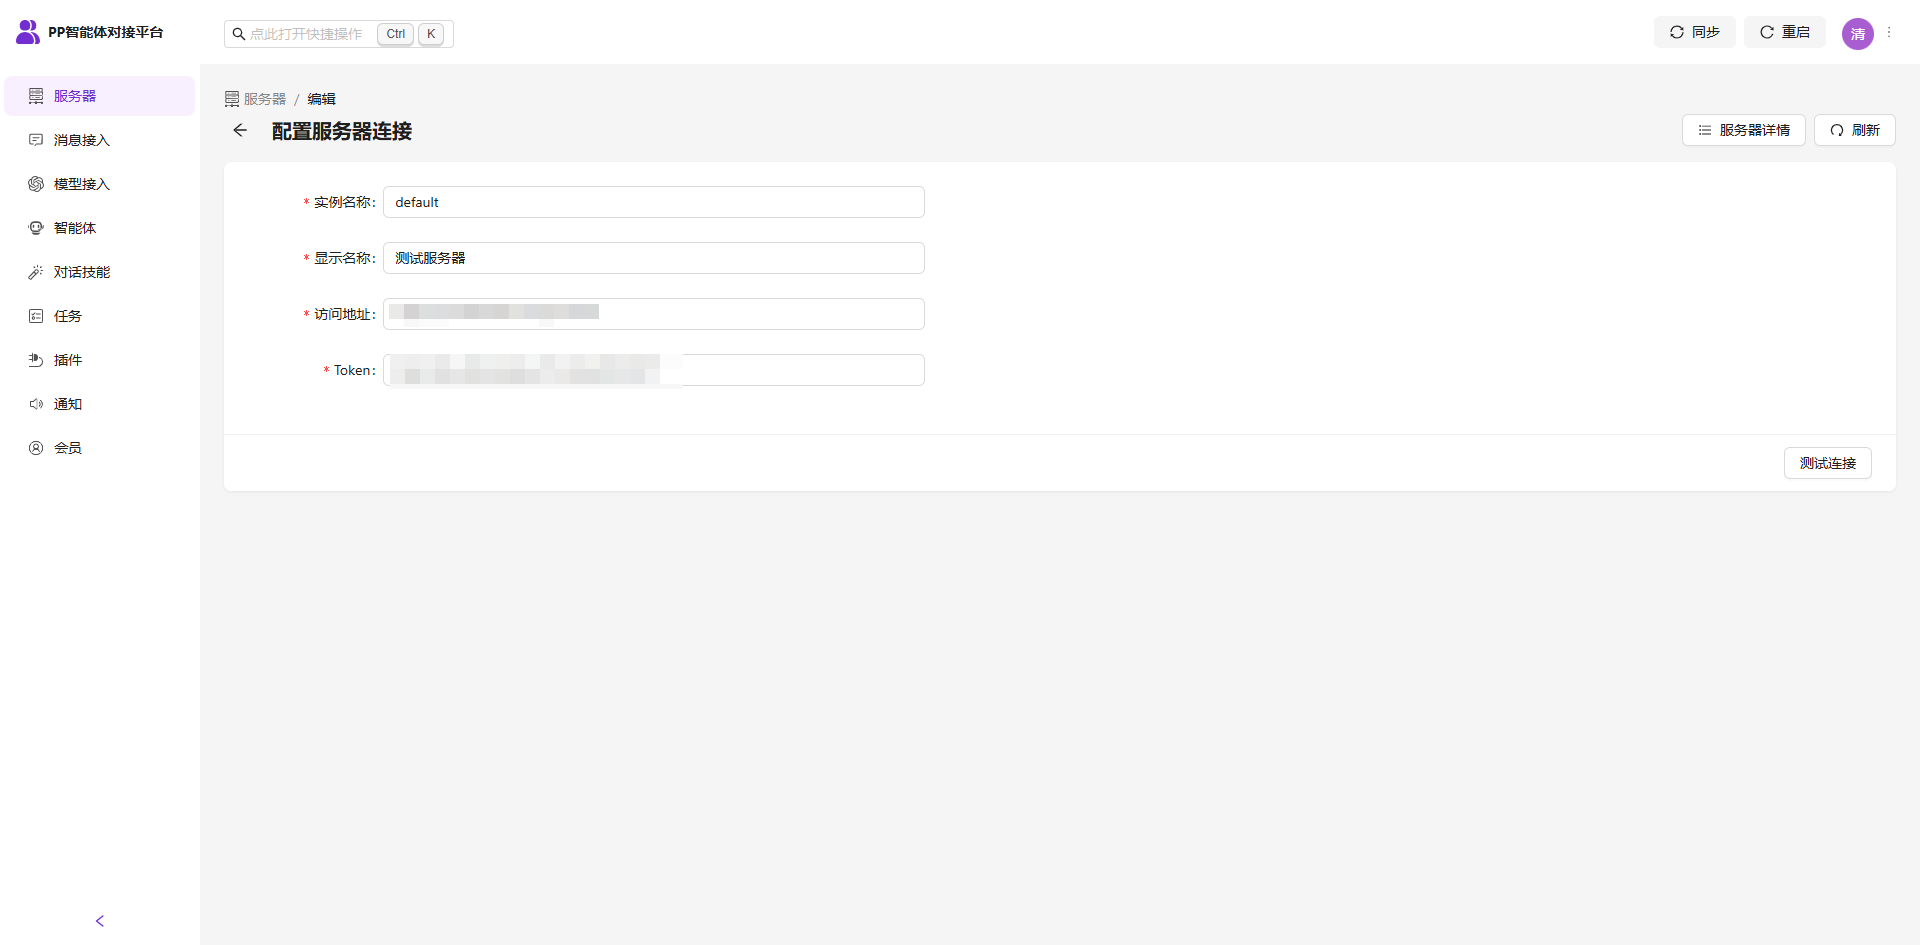 PP智能体对接平台
点此打开快捷操作 Ctrl K
同步
重启
清
服务器
消息接入
模型接入
智能体
对话技能
任务
插件
通知
会员
服务器 / 编辑
配置服务器连接
服务器详情
刷新
* 实例名称: default
* 显示名称: 测试服务器
* 访问地址:
* Token:
测试连接